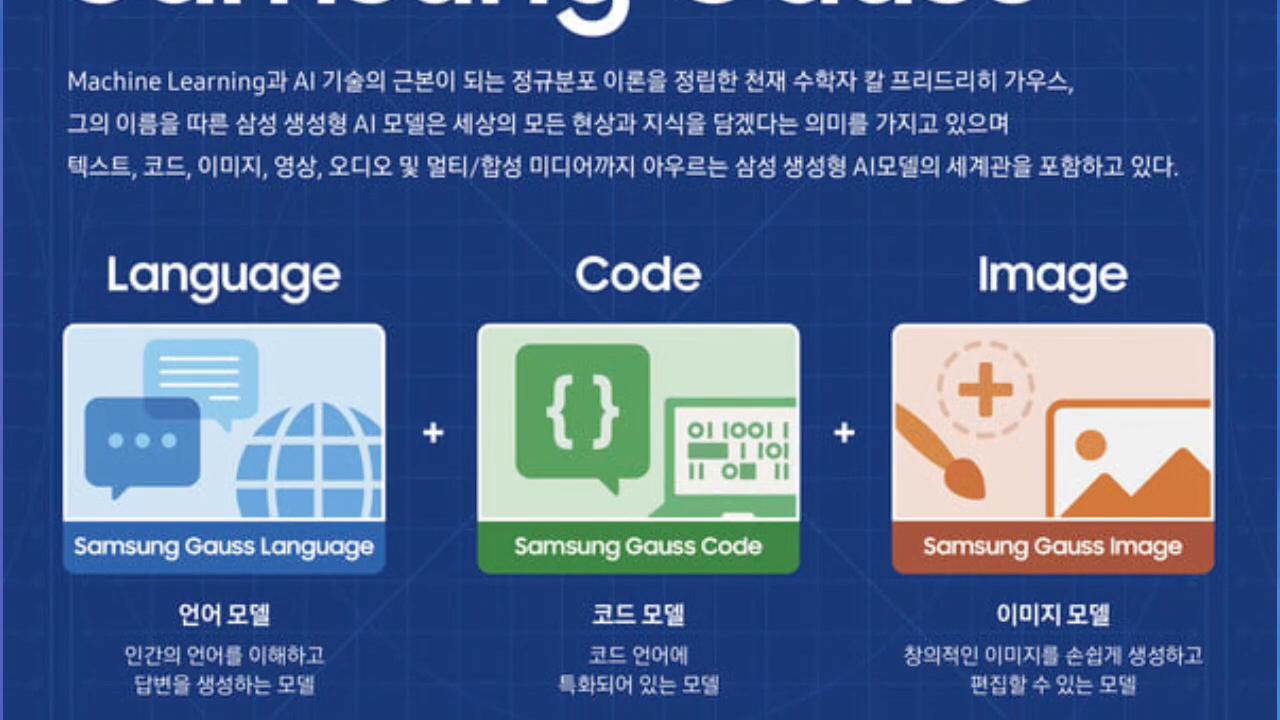 Samsung Gauss
Machine Learning과 AI 기술의 근본이 되는 정규분포 이론을 정립한 천재 수학자 칼 프리드리히 가우스,
그의 이름을 따른 삼성 생성형 AI 모델은 세상의 모든 현상과 지식을 담겠다는 의미를 가지고 있으며
텍스트, 코드, 이미지, 영상, 오디오 및 멀티/합성 미디어까지 아우르는 삼성 생성형 AI모델의 세계관을 포함하고 있다.
Language + Code + Image
{ }
01 1001 1
1 101
11 0
Samsung Gauss Language
Samsung Gauss Code
Samsung Gauss Image
언어 모델
인간의 언어를 이해하고
답변을 생성하는 모델
코드 모델
코드 언어에
특화되어 있는 모델
이미지 모델
창의적인 이미지를 손쉽게 생성하고
편집할 수 있는 모델